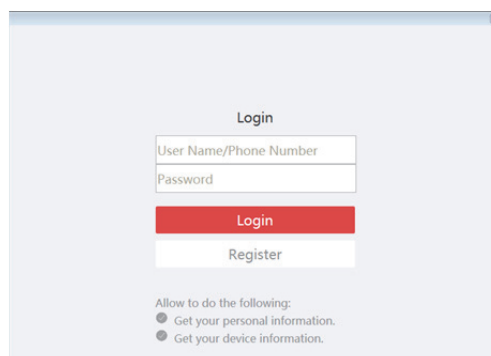 Login
User Name/Phone Number
Password
Login
Register
Allow to do the following:
Get your personal information.
Get your device information.